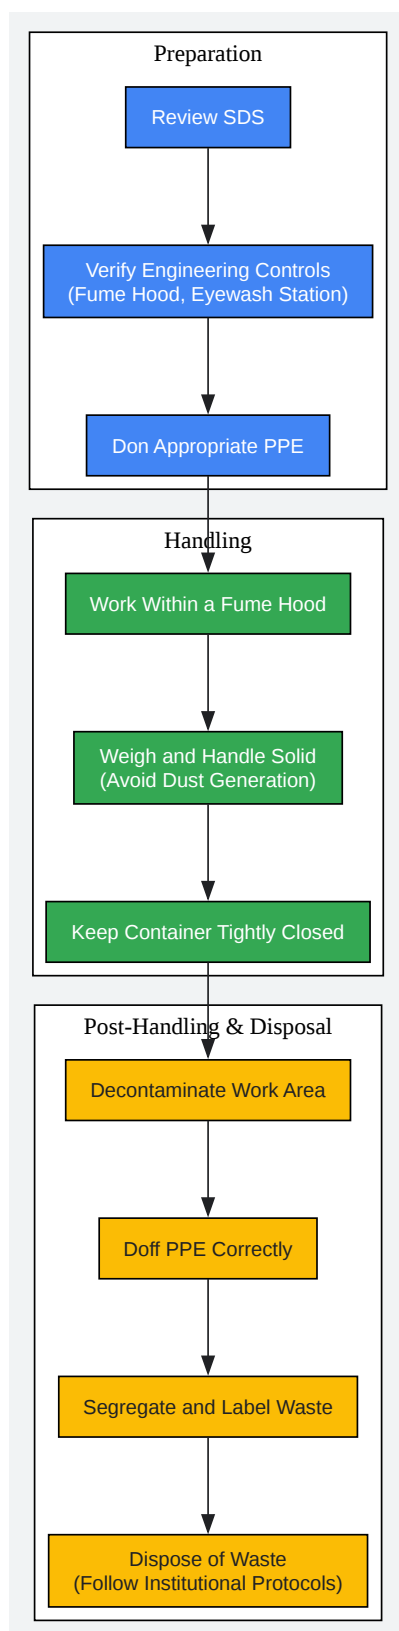 Preparation
Review SDS
Verify Engineering Controls
(Fume Hood, Eyewash Station)
Don Appropriate PPE
Handling
Work Within a Fume Hood
Weigh and Handle Solid
(Avoid Dust Generation)
Keep Container Tightly Closed
Post-Handling & Disposal
Decontaminate Work Area
Doff PPE Correctly
Segregate and Label Waste
Dispose of Waste
(Follow Institutional Protocols)